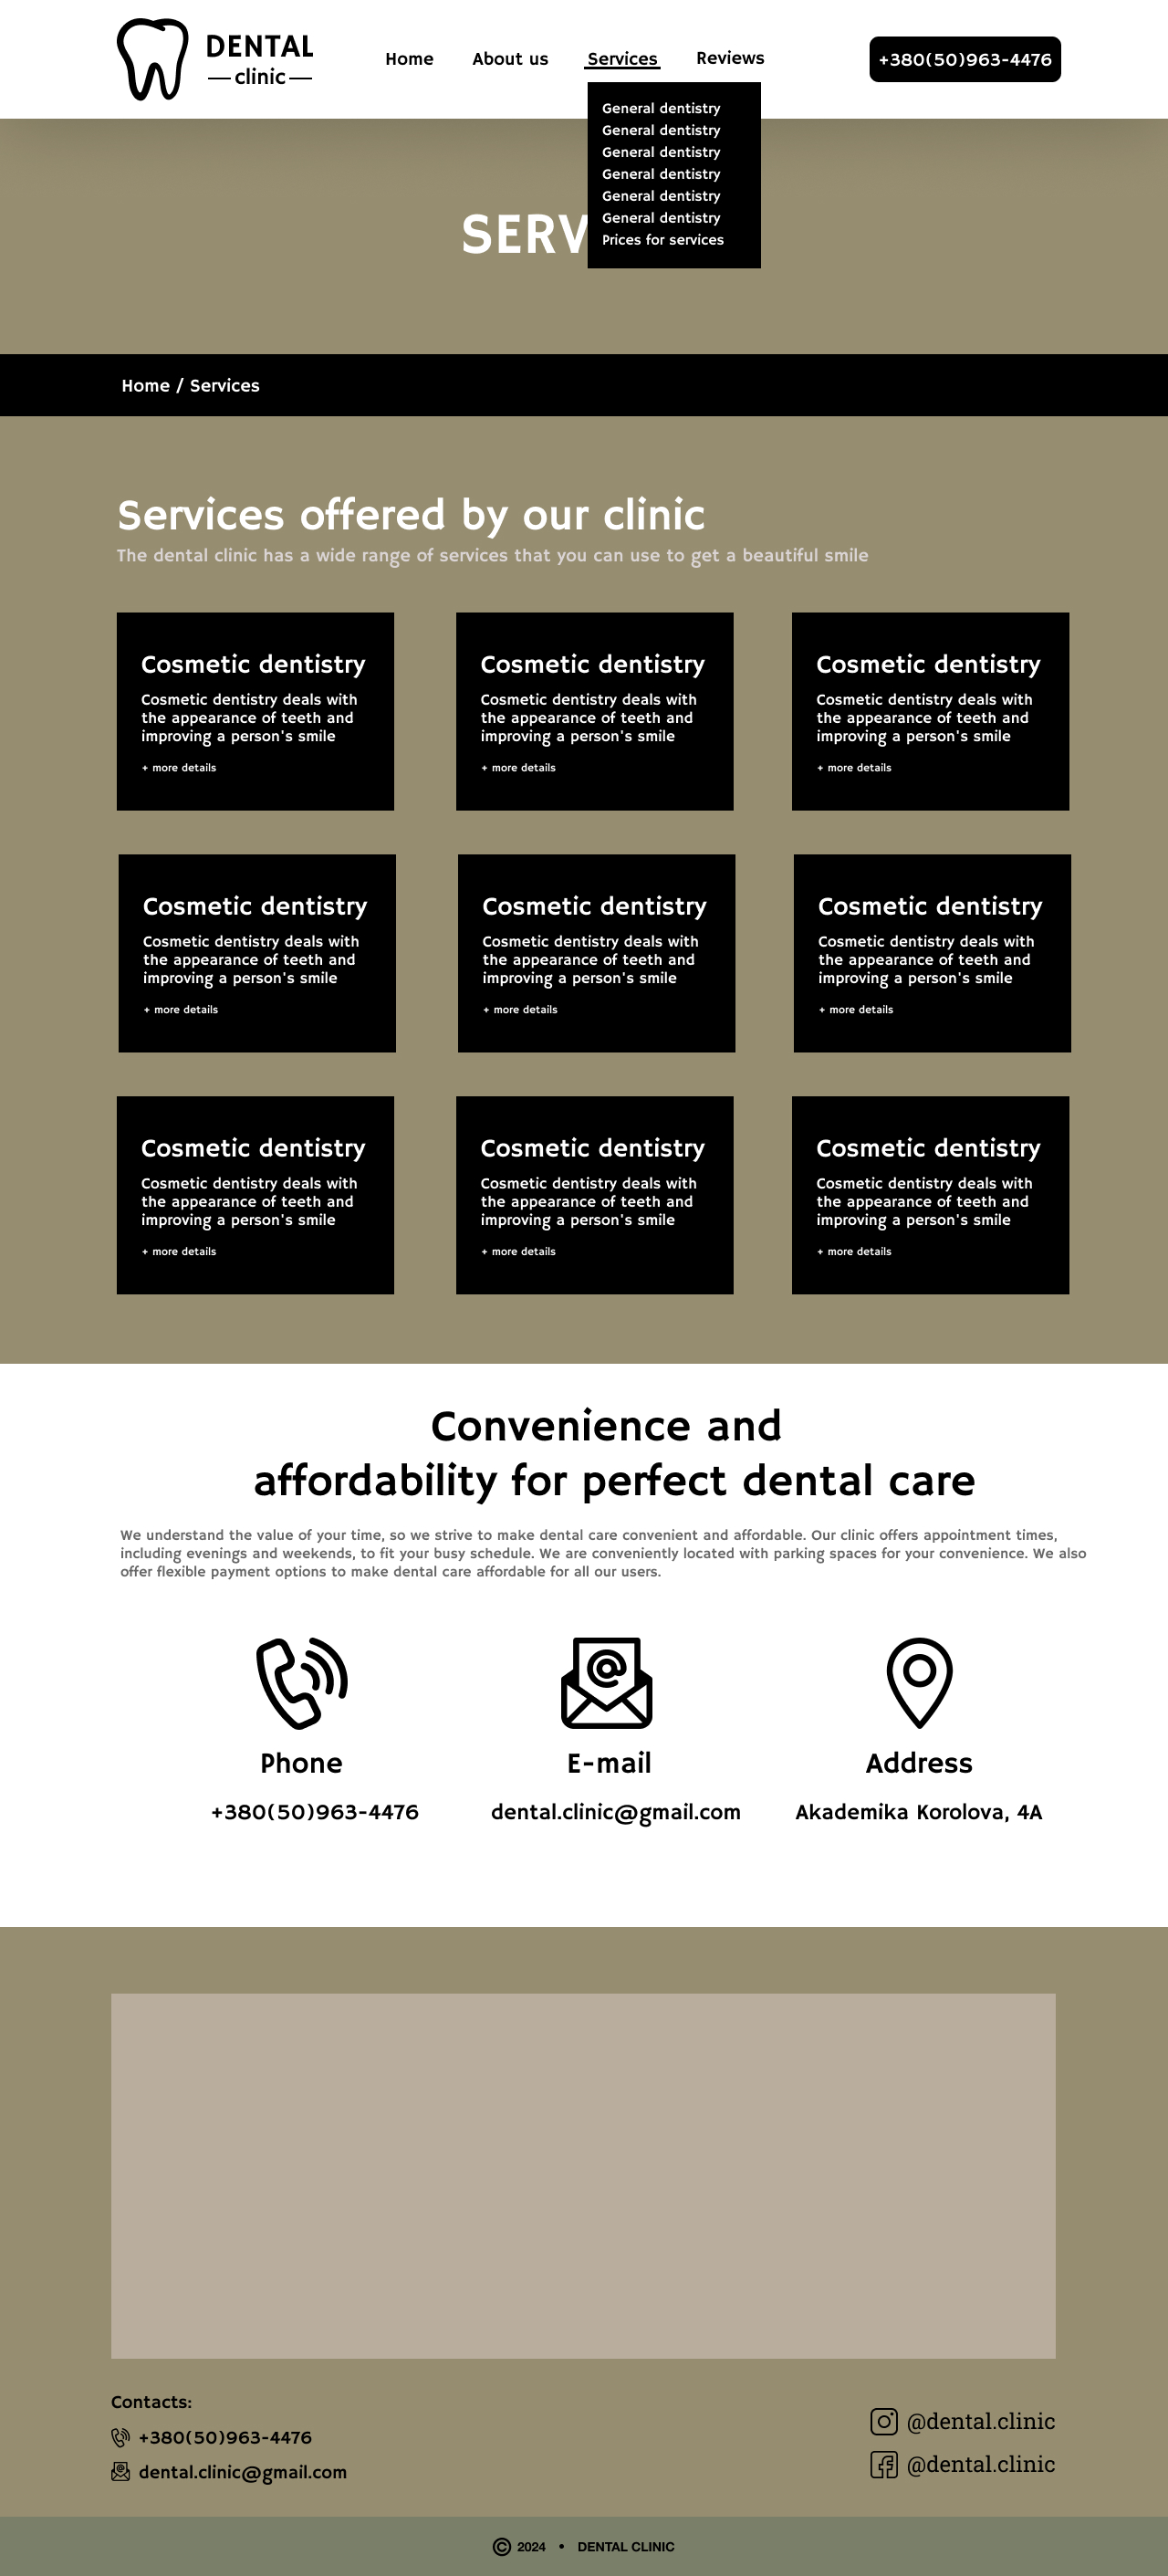 DENTAL
clinic
Home
About us
Services
Reviews
+380(50)963-4476
General dentistry
General dentistry
General dentistry
General dentistry
General dentistry
General dentistry
Prices for services
SERV
Home / Services
Services offered by our clinic
The dental clinic has a wide range of services that you can use to get a beautiful smile
Cosmetic dentistry
Cosmetic dentistry deals with
the appearance of teeth and
improving a person's smile
+ more details
Cosmetic dentistry
Cosmetic dentistry deals with
the appearance of teeth and
improving a person's smile
+ more details
Cosmetic dentistry
Cosmetic dentistry deals with
the appearance of teeth and
improving a person's smile
+ more details
Cosmetic dentistry
Cosmetic dentistry deals with
the appearance of teeth and
improving a person's smile
+ more details
Cosmetic dentistry
Cosmetic dentistry deals with
the appearance of teeth and
improving a person's smile
+ more details
Cosmetic dentistry
Cosmetic dentistry deals with
the appearance of teeth and
improving a person's smile
+ more details
Cosmetic dentistry
Cosmetic dentistry deals with
the appearance of teeth and
improving a person's smile
+ more details
Cosmetic dentistry
Cosmetic dentistry deals with
the appearance of teeth and
improving a person's smile
+ more details
Cosmetic dentistry
Cosmetic dentistry deals with
the appearance of teeth and
improving a person's smile
+ more details
Convenience and
affordability for perfect dental care
We understand the value of your time, so we strive to make dental care convenient and affordable. Our clinic offers appointment times,
including evenings and weekends, to fit your busy schedule. We are conveniently located with parking spaces for your convenience. We also
offer flexible payment options to make dental care affordable for all our users.
Phone
+380(50)963-4476
E-mail
dental.clinic@gmail.com
Address
Akademika Korolova, 4A
Contacts:
+380(50)963-4476
dental.clinic@gmail.com
@dental.clinic
@dental.clinic
© 2024 • DENTAL CLINIC